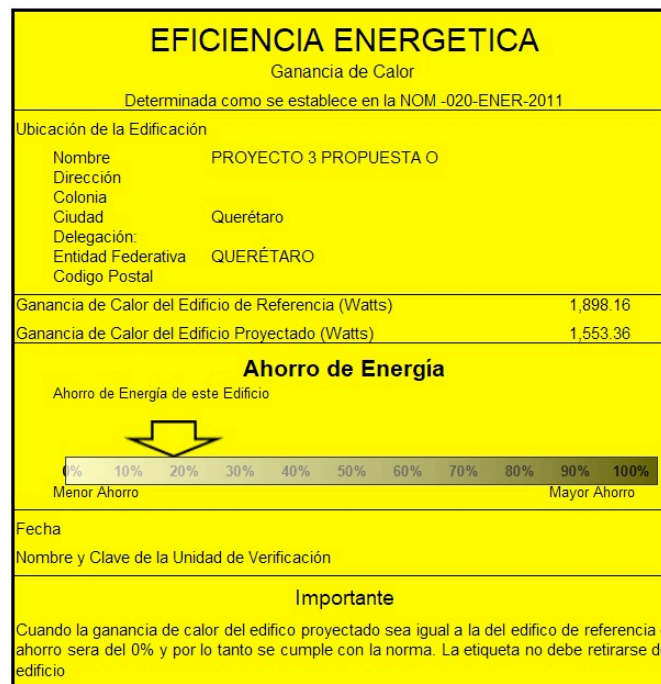 EFICIENCIA ENERGETICA
Ganancia de Calor
Determinada como se establece en la NOM -020-ENER-2011
Ubicación de la Edificación
Nombre PROYECTO 3 PROPUESTA O
Dirección
Colonia
Ciudad Querétaro
Delegación:
Entidad Federativa QUERÉTARO
Codigo Postal
Ganancia de Calor del Edificio de Referencia (Watts) 1,898.16
Ganancia de Calor del Edificio Proyectado (Watts) 1,553.36
Ahorro de Energía
Ahorro de Energía de este Edificio
0% 10% 20% 30% 40% 50% 60% 70% 80% 90% 100%
Menor Ahorro Mayor Ahorro
Fecha
Nombre y Clave de la Unidad de Verificación
Importante
Cuando la ganancia de calor del edifico proyectado sea igual a la del edifico de referencia
ahorro sera del 0% y por lo tanto se cumple con la norma. La etiqueta no debe retirarse
edificio